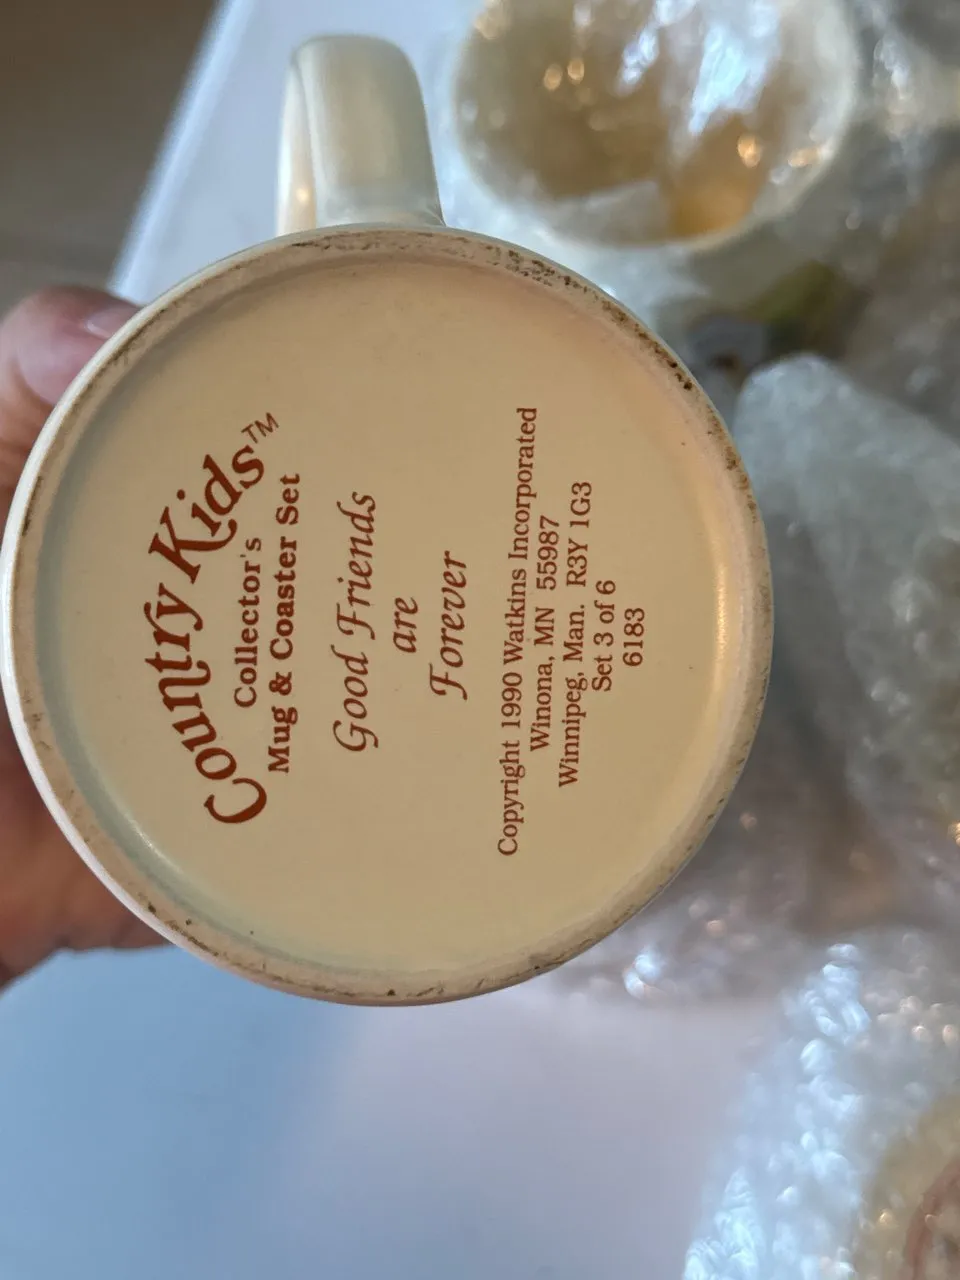 Country Kids™
Collector's
Mug & Coaster Set
Good Friends
are
Forever
Copyright 1990 Watkins Incorporated
Winona, MN 55987
Winnipeg, Man. R3Y 1G3
Set 3 of 6
6183